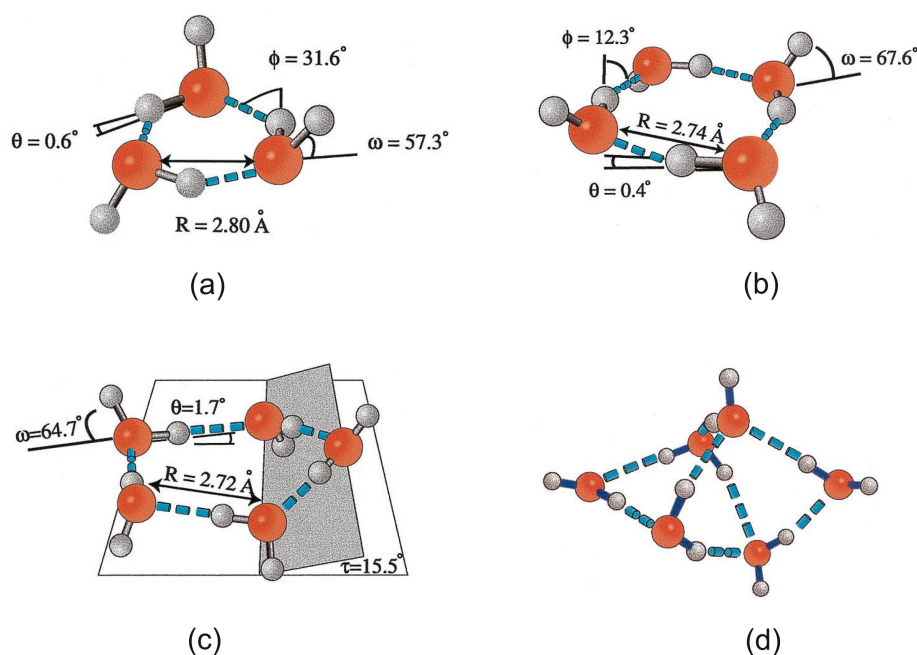 ϕ = 31.6°
θ = 0.6°
ω = 57.3°
R = 2.80 Å
(a)
ϕ = 12.3°
ω = 67.6°
R = 2.74 Å
θ = 0.4°
(b)
θ=1.7°
ω=64.7°
R = 2.72 Å
τ=15.5°
(c)
(d)